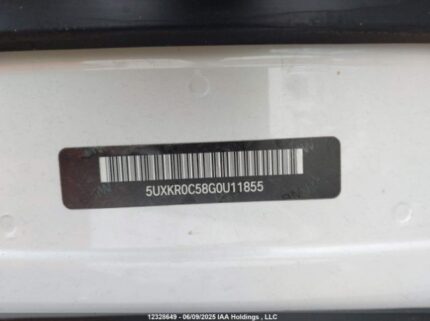 5UXKR0C58G0U11855
12328649 - 06/09/2025 IAA Holdings , LLC